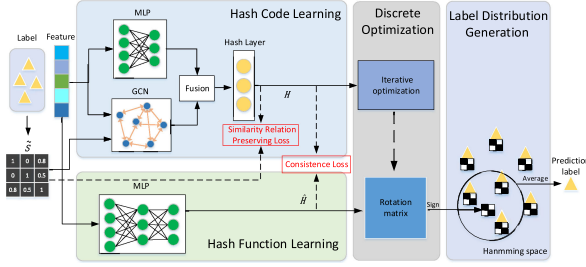 Label
Feature
MLP
Hash Code Learning
Hash Layer
GCN
Fusion
H
Similarity Relation
Preserving Loss
Consistence Loss
Ŝ
1 0 0.8
0 1 0.5
0.8 0.5 1
MLP
Ĥ
Hash Function Learning
Discrete
Optimization
Iterative
optimization
Rotation
matrix
Sign
Label Distribution
Generation
Average
Prediction
label
Hanmming space